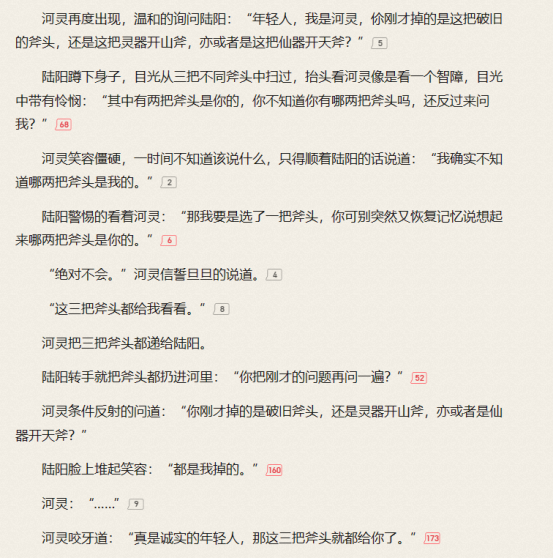 河灵再度出现，温和的询问陆阳：“年轻人，我是河灵，你刚才掉的是这把破旧
的斧头，还是这把灵器开山斧，亦或者是这把仙器开天斧？” 5
陆阳蹲下身子，目光从三把不同斧头中扫过，抬头看河灵像是看一个智障，目光
中带有怜悯：“其中有两把斧头是你的，你不知道你有哪两把斧头吗，还反过来问
我？” 68
河灵笑容僵硬，一时间不知道该说什么，只得顺着陆阳的话说道：“我确实不知
道哪两把斧头是我的。” 2
陆阳警惕的看着河灵：“那我要是选了一把斧头，你可别突然又恢复记忆说想起
来哪两把斧头是你的。” 6
“绝对不会。”河灵信誓旦旦的说道。 4
“这三把斧头都给我看看。” 8
河灵把三把斧头都递给陆阳。
陆阳转手就把斧头都扔进河里：“你把刚才的问题再问一遍？” 52
河灵条件反射的问道：“你刚才掉的是破旧斧头，还是灵器开山斧，亦或者是仙
器开天斧？”
陆阳脸上堆起笑容：“都是我掉的。” 160
河灵：“……” 9
河灵咬牙道：“真是诚实的年轻人，那这三把斧头就都给你了。” 173